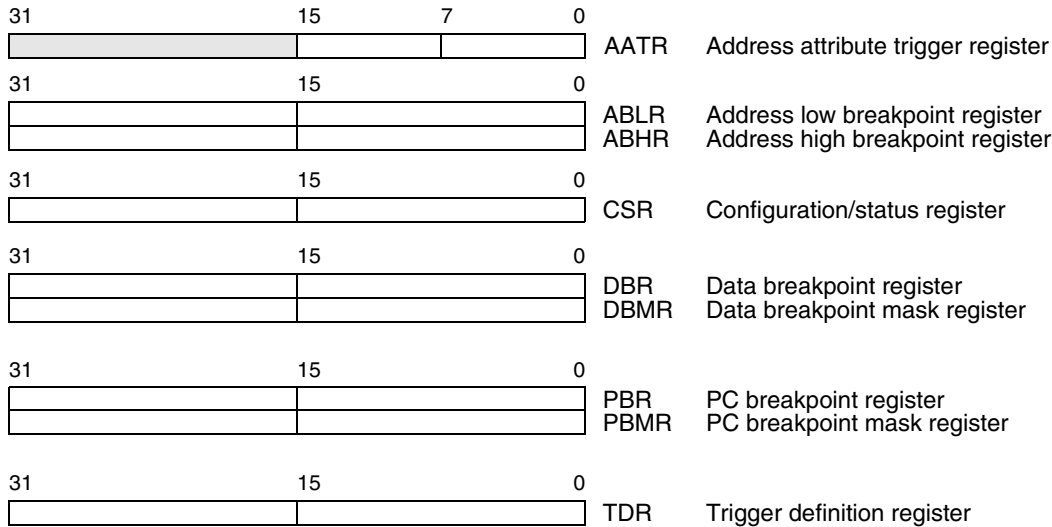 31 15 7 0
AATR Address attribute trigger register
31 15 0
ABLR Address low breakpoint register
ABHR Address high breakpoint register
31 15 0
CSR Configuration/status register
31 15 0
DBR Data breakpoint register
DBMR Data breakpoint mask register
31 15 0
PBR PC breakpoint register
PBMR PC breakpoint mask register
31 15 0
TDR Trigger definition register